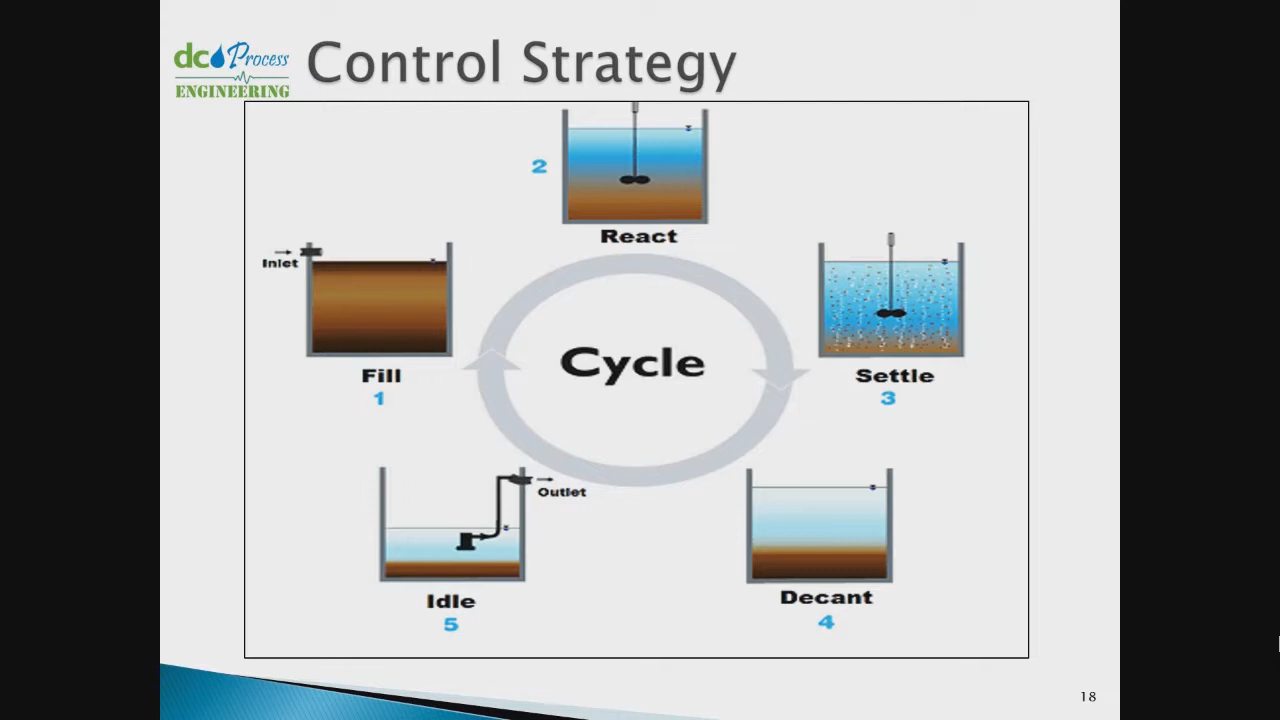 dc Process
ENGINEERING
Control Strategy
2
React
Inlet
Fill
1
Cycle
Settle
3
Outlet
Idle
5
Decant
4
18